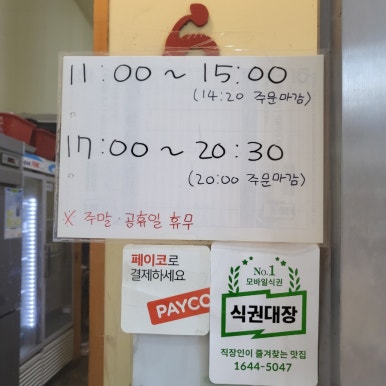 11:00 ~ 15:00
(14:20 주문마감)
17:00 ~ 20:30
(20:00 주문마감)
※ 주말·공휴일 휴무
페이코로
결제하세요
PAYCO
No.1
모바일식권
식권대장
직장인이 즐겨찾는 맛집
1644-5047